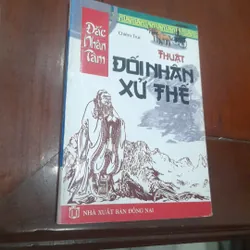 Đắc
Nhân
Tâm
THUẬT
ĐỐI NHÂN
XỬ THẾ
NHÀ XUẤT BẢN ĐỒNG NAI